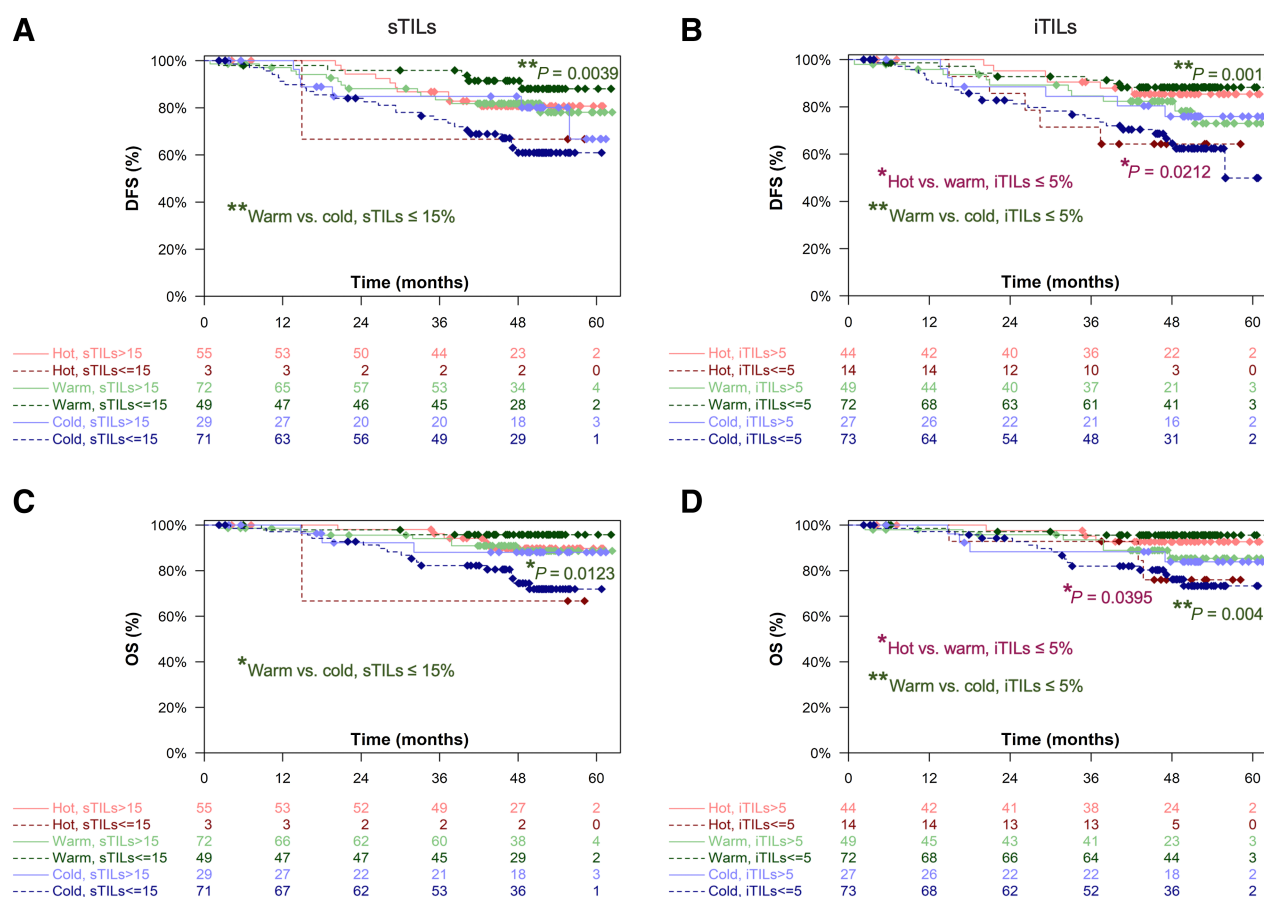 A
sTILs
100%
80%
60%
40%
20%
0%
DFS (%)
**P = 0.0039
**Warm vs. cold, sTILs ≤ 15%
Time (months)
0 12 24 36 48 60
Hot, sTILs>15 55 53 50 44 23 2
Hot, sTILs<=15 3 3 2 2 2 0
Warm, sTILs>15 72 65 57 53 34 4
Warm, sTILs<=15 49 47 46 45 28 2
Cold, sTILs>15 29 27 20 20 18 3
Cold, sTILs<=15 71 63 56 49 29 1
B
iTILs
100%
80%
60%
40%
20%
0%
DFS (%)
**P = 0.001
*P = 0.0212
*Hot vs. warm, iTILs ≤ 5%
**Warm vs. cold, iTILs ≤ 5%
Time (months)
0 12 24 36 48 60
Hot, iTILs>5 44 42 40 36 22 2
Hot, iTILs<=5 14 14 12 10 3 0
Warm, iTILs>5 49 44 40 37 21 3
Warm, iTILs<=5 72 68 63 61 41 3
Cold, iTILs>5 27 26 22 21 16 2
Cold, iTILs<=5 73 64 54 48 31 2
C
100%
80%
60%
40%
20%
0%
OS (%)
*P = 0.0123
*Warm vs. cold, sTILs ≤ 15%
Time (months)
0 12 24 36 48 60
Hot, sTILs>15 55 53 52 49 27 2
Hot, sTILs<=15 3 3 2 2 2 0
Warm, sTILs>15 72 66 62 60 38 4
Warm, sTILs<=15 49 47 47 45 29 2
Cold, sTILs>15 29 27 22 21 18 3
Cold, sTILs<=15 71 67 62 53 36 1
D
100%
80%
60%
40%
20%
0%
OS (%)
*P = 0.0395
**P = 0.004
*Hot vs. warm, iTILs ≤ 5%
**Warm vs. cold, iTILs ≤ 5%
Time (months)
0 12 24 36 48 60
Hot, iTILs>5 44 42 41 38 24 2
Hot, iTILs<=5 14 14 13 13 5 0
Warm, iTILs>5 49 45 43 41 23 3
Warm, iTILs<=5 72 68 66 64 44 3
Cold, iTILs>5 27 26 22 22 18 2
Cold, iTILs<=5 73 68 62 52 36 2